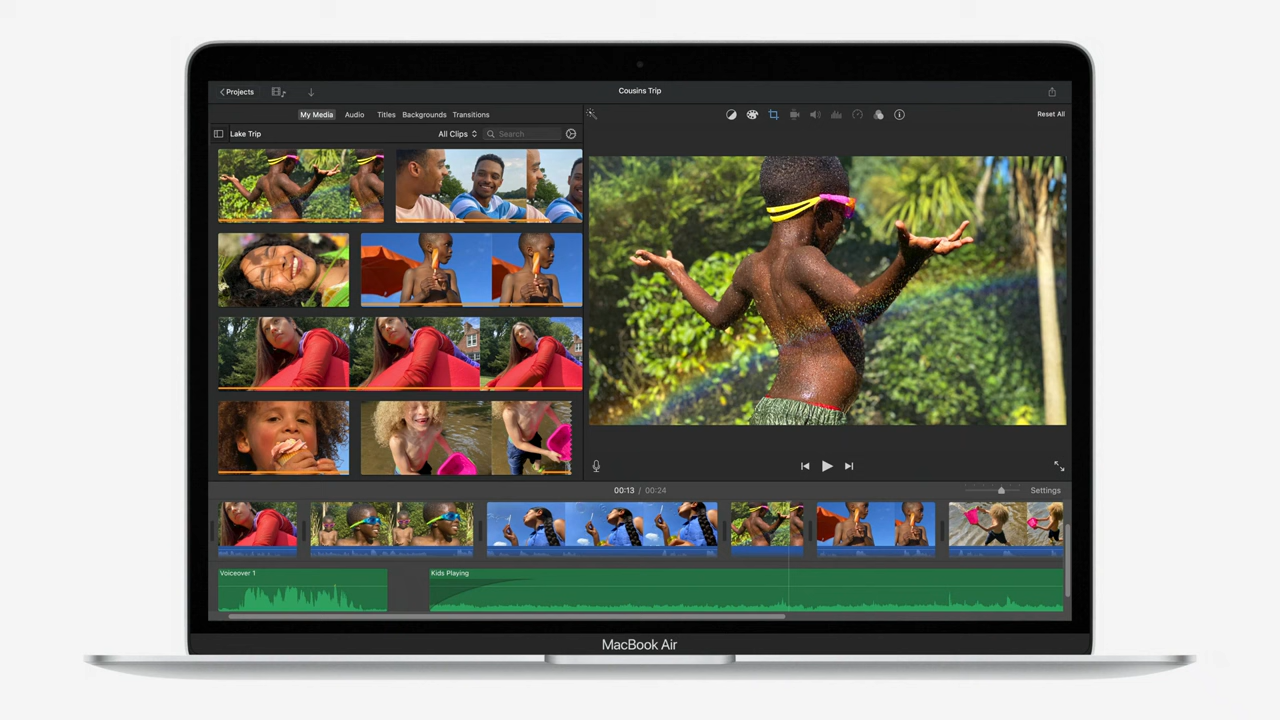 Projects
Cousins Trip
My Media Audio Titles Backgrounds Transitions
Reset All
Lake Trip All Clips Search
00:13 / 00:24 Settings
Voiceover 1 Kids Playing
MacBook Air